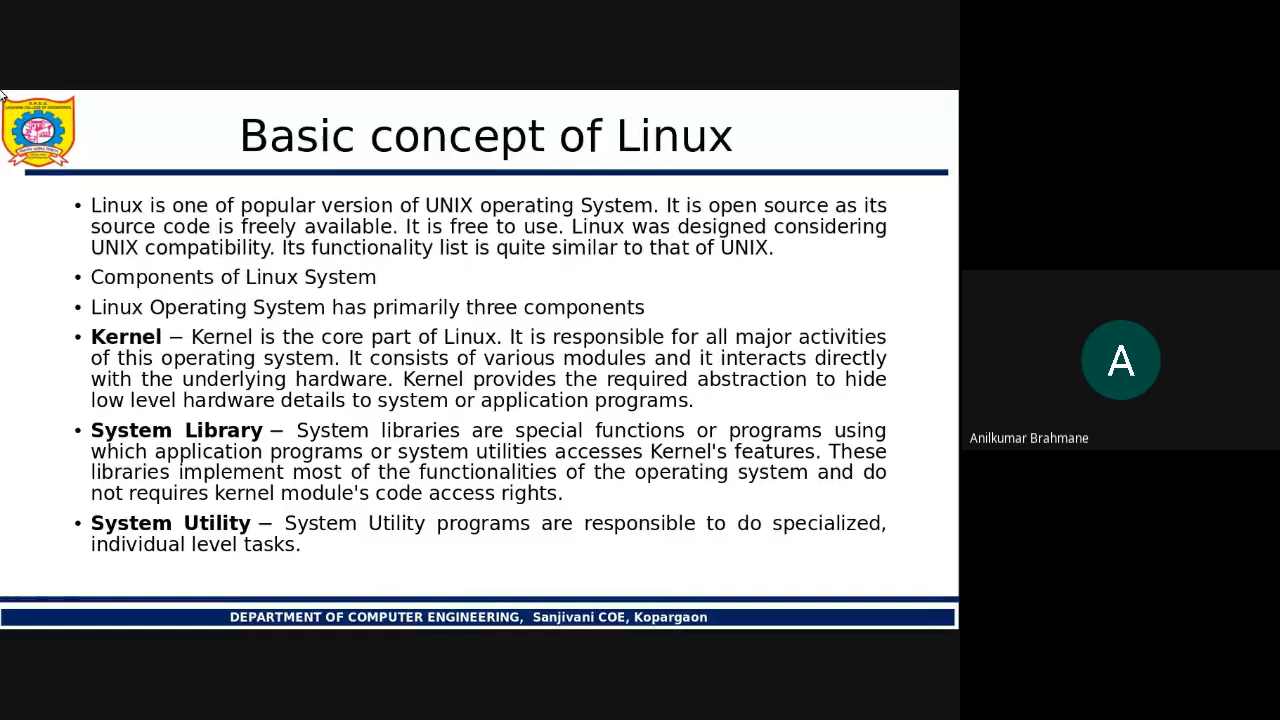 Basic concept of Linux
• Linux is one of popular version of UNIX operating System. It is open source as its
source code is freely available. It is free to use. Linux was designed considering
UNIX compatibility. Its functionality list is quite similar to that of UNIX.
• Components of Linux System
• Linux Operating System has primarily three components
• Kernel − Kernel is the core part of Linux. It is responsible for all major activities
of this operating system. It consists of various modules and it interacts directly
with the underlying hardware. Kernel provides the required abstraction to hide
low level hardware details to system or application programs.
• System Library − System libraries are special functions or programs using
which application programs or system utilities accesses Kernel's features. These
libraries implement most of the functionalities of the operating system and do
not requires kernel module's code access rights.
• System Utility − System Utility programs are responsible to do specialized,
individual level tasks.
DEPARTMENT OF COMPUTER ENGINEERING, Sanjivani COE, Kopargaon
A
Anilkumar Brahmane